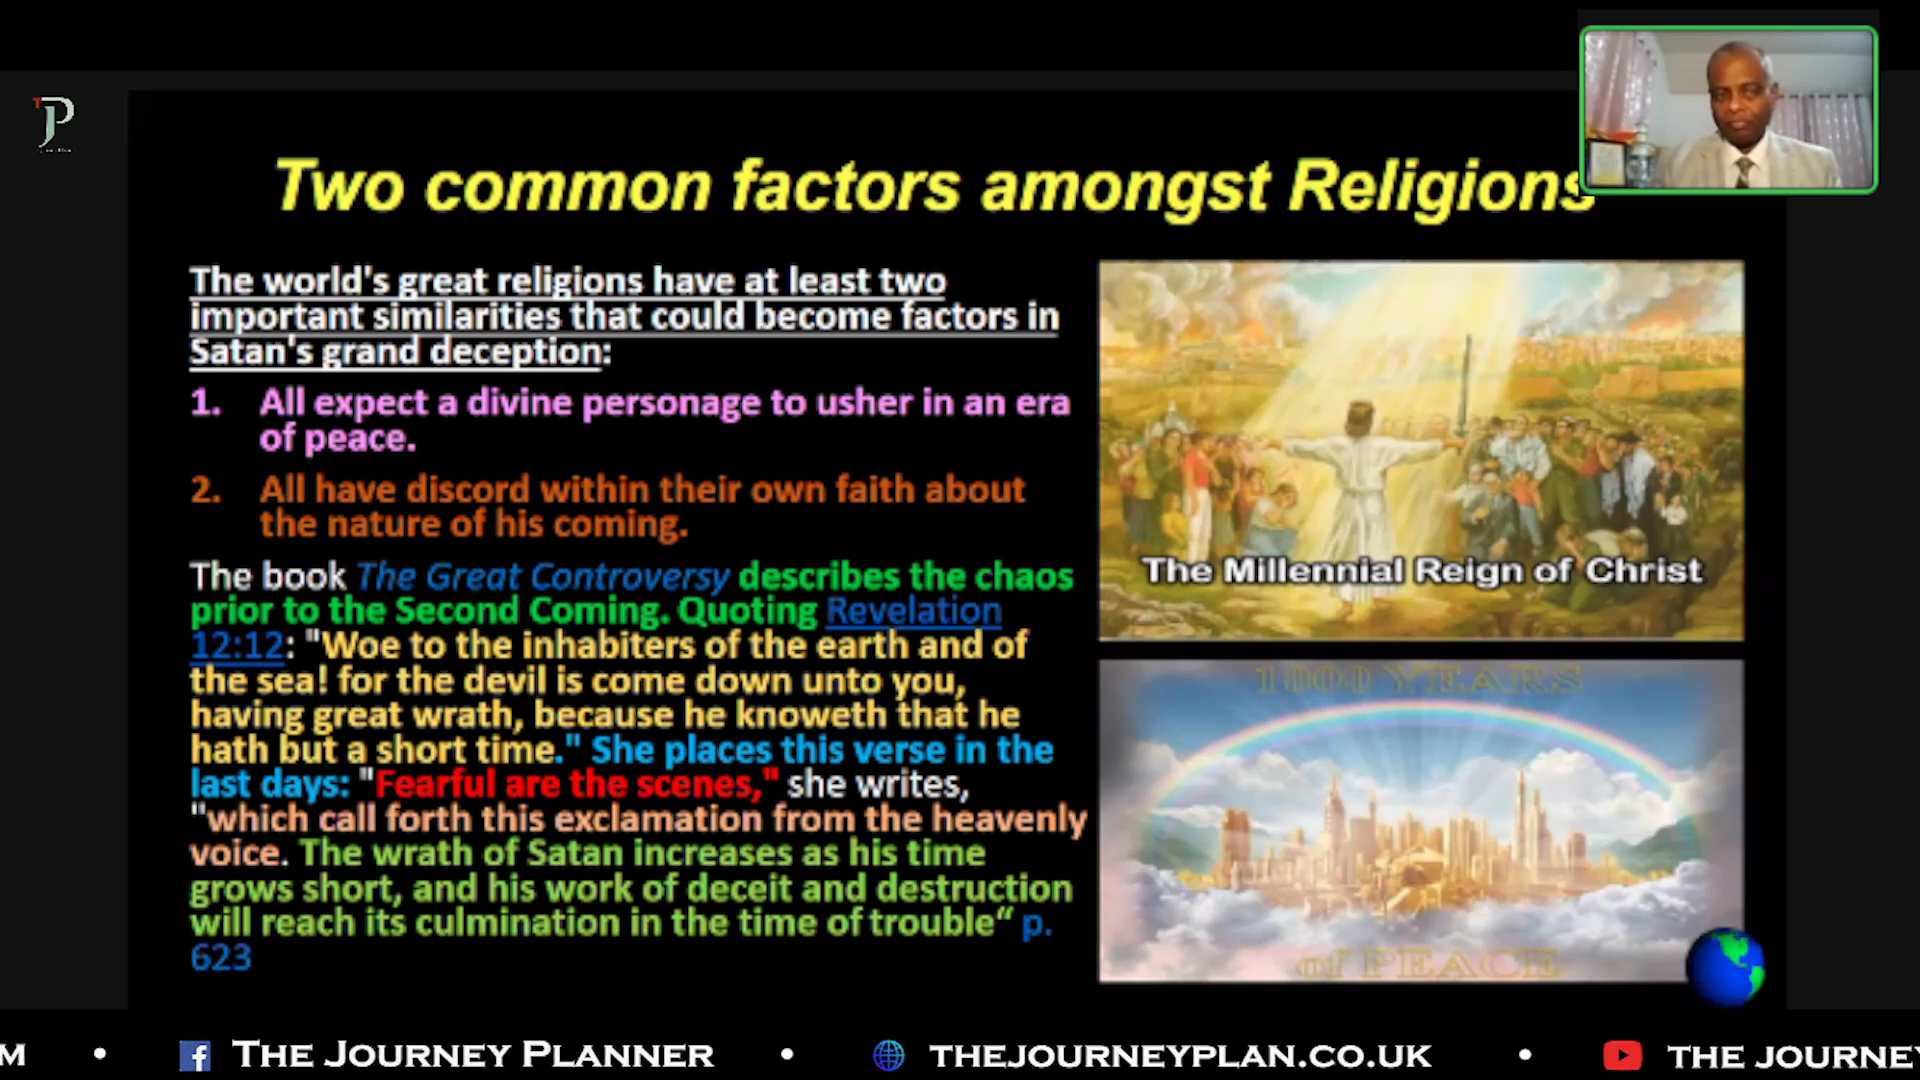 TP
Two common factors amongst Religions
The world's great religions have at least two
important similarities that could become factors in
Satan's grand deception:
1. All expect a divine personage to usher in an era
of peace.
2. All have discord within their own faith about
the nature of his coming.
The book The Great Controversy describes the chaos
prior to the Second Coming. Quoting Revelation
12:12: "Woe to the inhabiters of the earth and of
the sea! for the devil is come down unto you,
having great wrath, because he knoweth that he
hath but a short time." She places this verse in the
last days: "Fearful are the scenes," she writes,
"which call forth this exclamation from the heavenly
voice. The wrath of Satan increases as his time
grows short, and his work of deceit and destruction
will reach its culmination in the time of trouble“ p.
623
The Millennial Reign of Christ
1000 YEARS
of PEACE
M • THE JOURNEY PLANNER • THEJOURNEYPLAN.CO.UK • THE JOURNEY